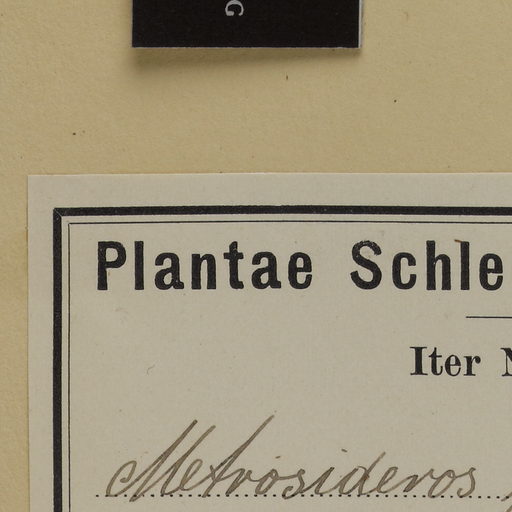 G
Plantae Schle
Iter N
Metrosideros